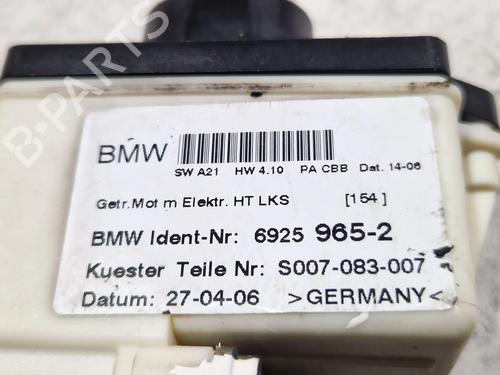 BMW
SW A21 HW 4.10 PA CBB Dat. 14-06
Getr.Mot m Elektr. HT LKS [154]
BMW Ident-Nr: 6925 965-2
Kuester Teile Nr: S007-083-007
Datum: 27-04-06 >GERMANY<
B-PARTS